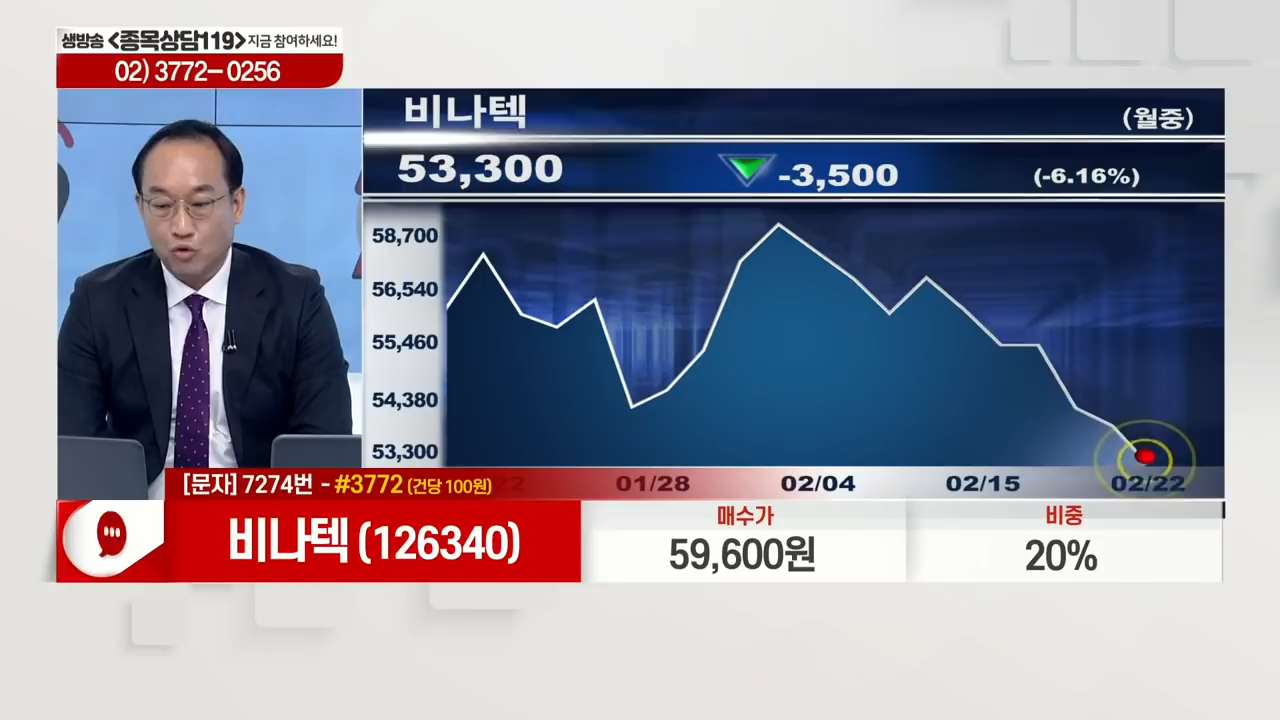 생방송 <종목상담119> 지금 참여하세요!
02) 3772-0256
비나텍 (월중)
53,300 -3,500 (-6.16%)
58,700
56,540
55,460
54,380
53,300
22 01/28 02/04 02/15 02/22
[문자] 7274번 - #3772 (건당 100원)
비나텍 (126340)
매수가
59,600원
비중
20%